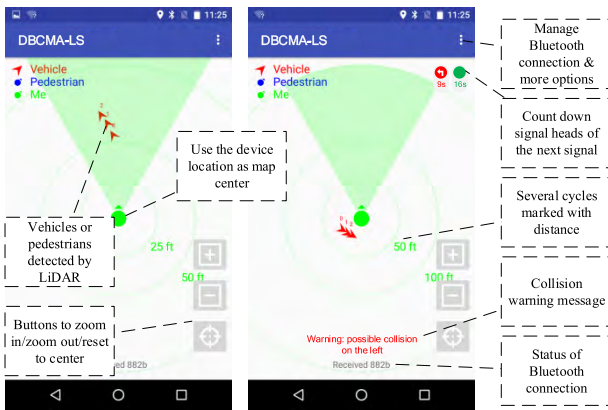 11:25
DBCMA-LS
Vehicle
Pedestrian
Me
25 ft
50 ft
ed 882b
Use the device
location as map
center
Vehicles or
pedestrians
detected by
LiDAR
Buttons to zoom
in/zoom out/reset
to center
11:25
DBCMA-LS
Vehicle
Pedestrian
Me
9s
16s
50 ft
100 ft
Warning: possible collision
on the left
Received 882b
Manage
Bluetooth
connection &
more options
Count down
signal heads of
the next signal
Several cycles
marked with
distance
Collision
warning message
Status of
Bluetooth
connection